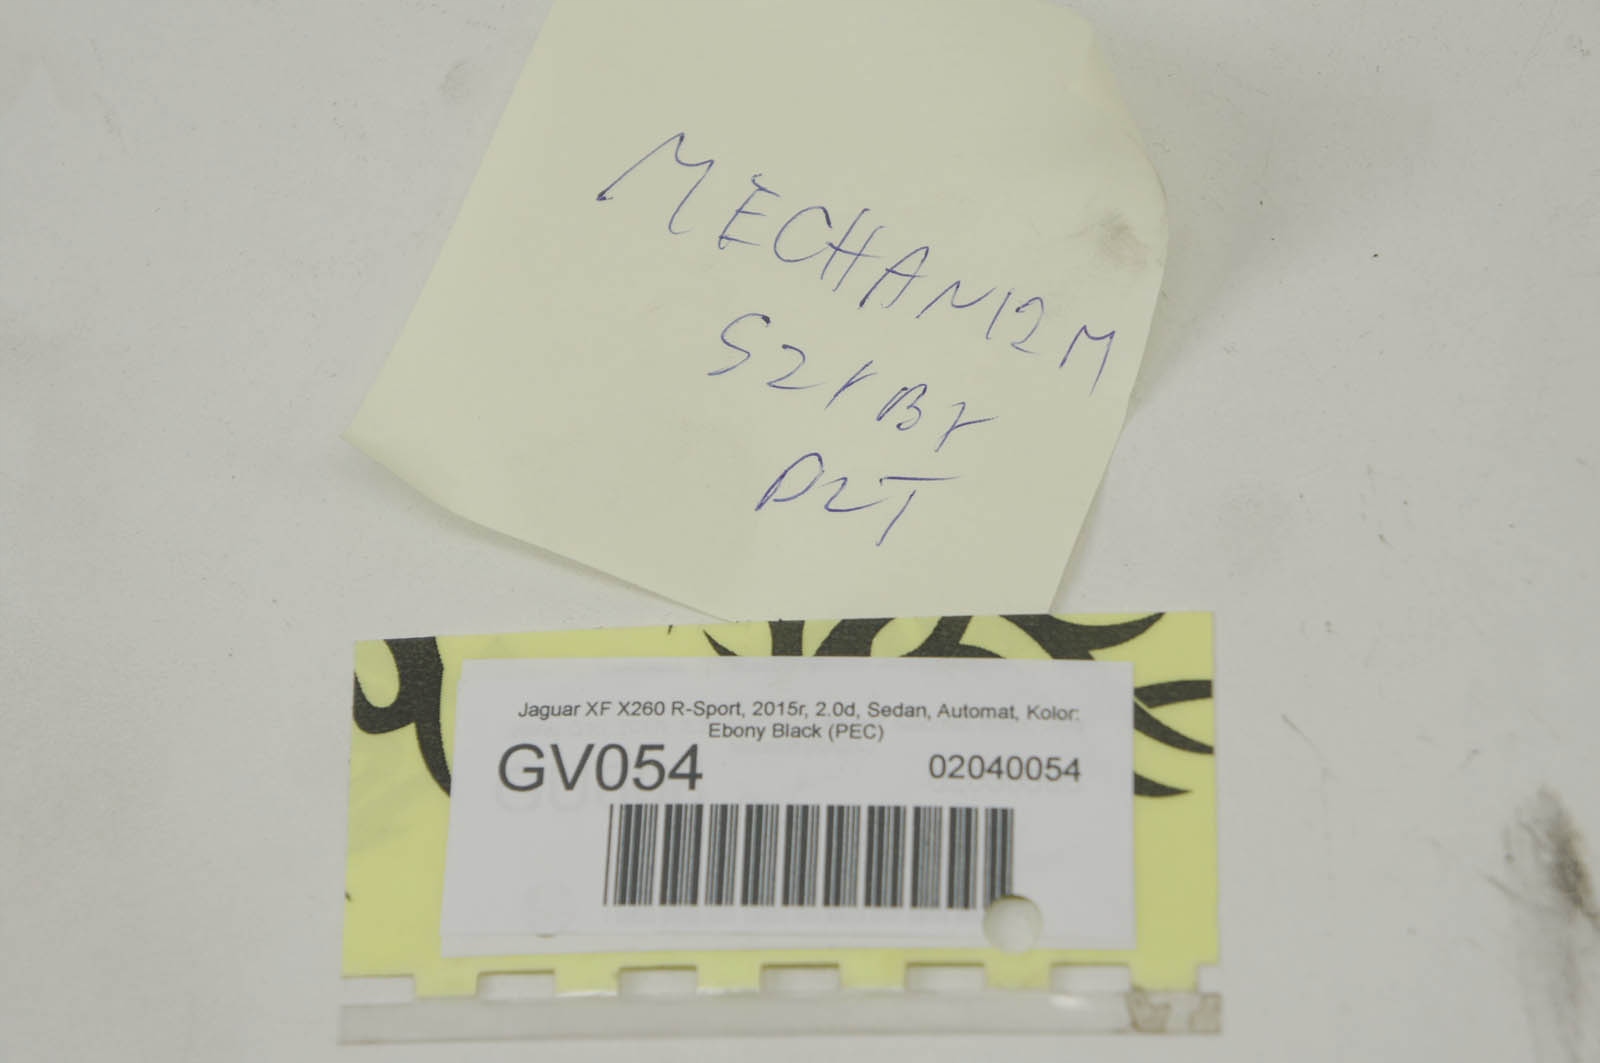 MECHANIZM
SZYBY
PZT
Jaguar XF X260 R-Sport, 2015r, 2.0d, Sedan, Automat, Kolor:
Ebony Black (PEC)
GV054 02040054